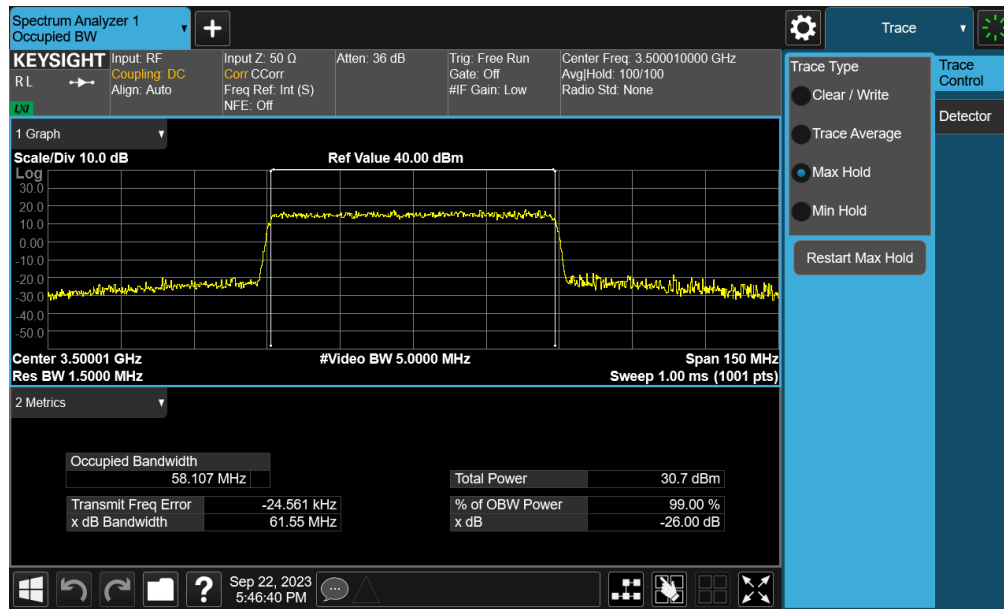 Spectrum Analyzer 1
Occupied BW
+
Trace
KEYSIGHT
R L
LXI
Input: RF
Coupling: DC
Align: Auto
Input Z: 50 Ω
Corr CCorr
Freq Ref: Int (S)
NFE: Off
Atten: 36 dB
Trig: Free Run
Gate: Off
#IF Gain: Low
Center Freq: 3.500010000 GHz
Avg|Hold: 100/100
Radio Std: None
Trace Type
Clear / Write
Trace Average
Max Hold
Min Hold
Restart Max Hold
Trace
Control
Detector
1 Graph
Scale/Div 10.0 dB
Ref Value 40.00 dBm
Log
30.0
20.0
10.0
0.00
-10.0
-20.0
-30.0
-40.0
-50.0
Center 3.50001 GHz
#Video BW 5.0000 MHz
Span 150 MHz
Res BW 1.5000 MHz
Sweep 1.00 ms (1001 pts)
2 Metrics
Occupied Bandwidth
58.107 MHz
Transmit Freq Error -24.561 kHz
x dB Bandwidth 61.55 MHz
Total Power 30.7 dBm
% of OBW Power 99.00 %
x dB -26.00 dB
?
Sep 22, 2023
5:46:40 PM